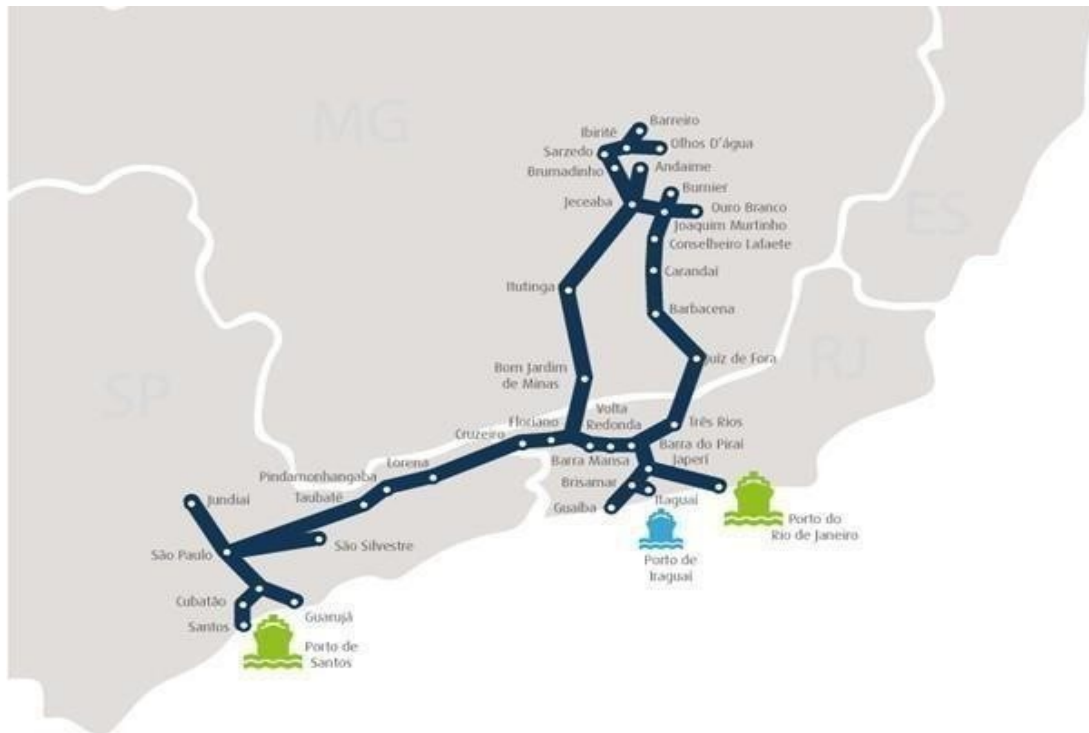 MG
ES
RJ
SP
Barreiro
Ibirité
Olhos D'água
Sarzedo
Brumadinho
Andaime
Burnier
Jeceaba
Ouro Branco
Joaquim Murtinho
Conselheiro Lafaete
Carandaí
Itutinga
Barbacena
Juiz de Fora
Bom Jardim
de Minas
Volta
Redonda
Floriano
Três Rios
Cruzeiro
Barra do Piraí
Barra Mansa
Japeri
Lorena
Pindamonhangaba
Brisamar
Taubaté
Itaguaí
Guaíba
Jundiaí
Porto do
Rio de Janeiro
São Silvestre
São Paulo
Porto de
Itaguaí
Cubatão
Guarujá
Santos
Porto de
Santos